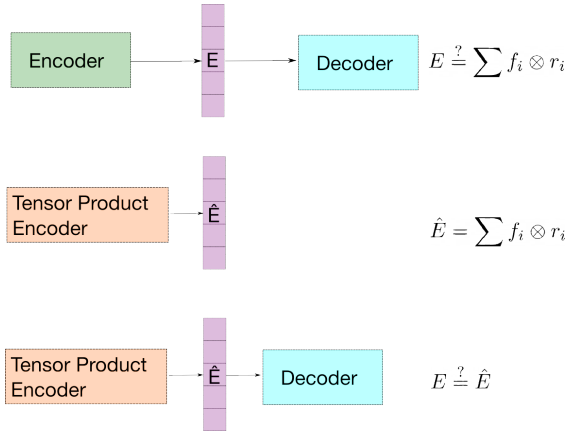 Encoder
E
Decoder
E ≟ ∑ fᵢ ⊗ rᵢ
Tensor Product
Encoder
Ê
Ê = ∑ fᵢ ⊗ rᵢ
Tensor Product
Encoder
Ê
Decoder
E ≟ Ê